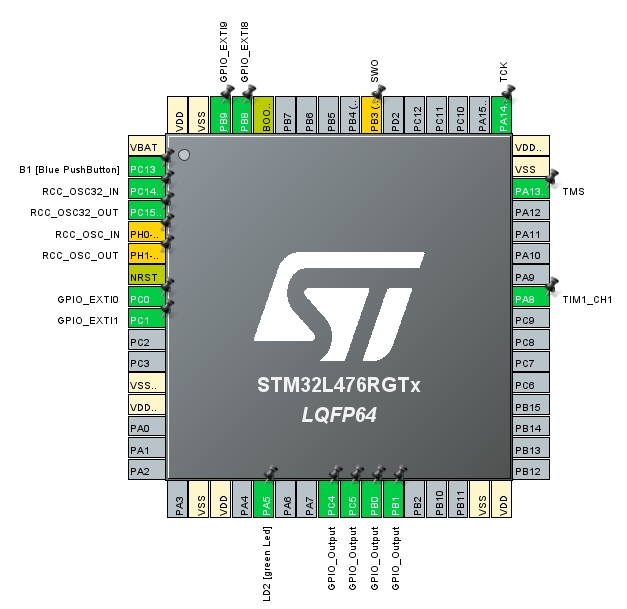 GPIO_EXTI9
GPIO_EXTI8
SWO
TCK
VDD
VSS
PB9
PB8
BOO..
PB7
PB6
PB5
PB4 (..
PB3 (..
PD2
PC12
PC11
PC10
PA15..
PA14..
VBAT
B1 [Blue PushButton]
PC13
RCC_OSC32_IN
PC14..
RCC_OSC32_OUT
PC15..
RCC_OSC_IN
PH0-..
RCC_OSC_OUT
PH1-..
NRST
GPIO_EXTI0
PC0
GPIO_EXTI1
PC1
PC2
PC3
VSS..
VDD..
PA0
PA1
PA2
ST
STM32L476RGTx
LQFP64
VDD..
VSS
PA13..
TMS
PA12
PA11
PA10
PA9
PA8
TIM1_CH1
PC9
PC8
PC7
PC6
PB15
PB14
PB13
PB12
PA3
VSS
VDD
PA4
PA5
PA6
PA7
PC4
PC5
PB0
PB1
PB2
PB10
PB11
VSS
VDD
LD2 [green Led]
GPIO_Output
GPIO_Output
GPIO_Output
GPIO_Output